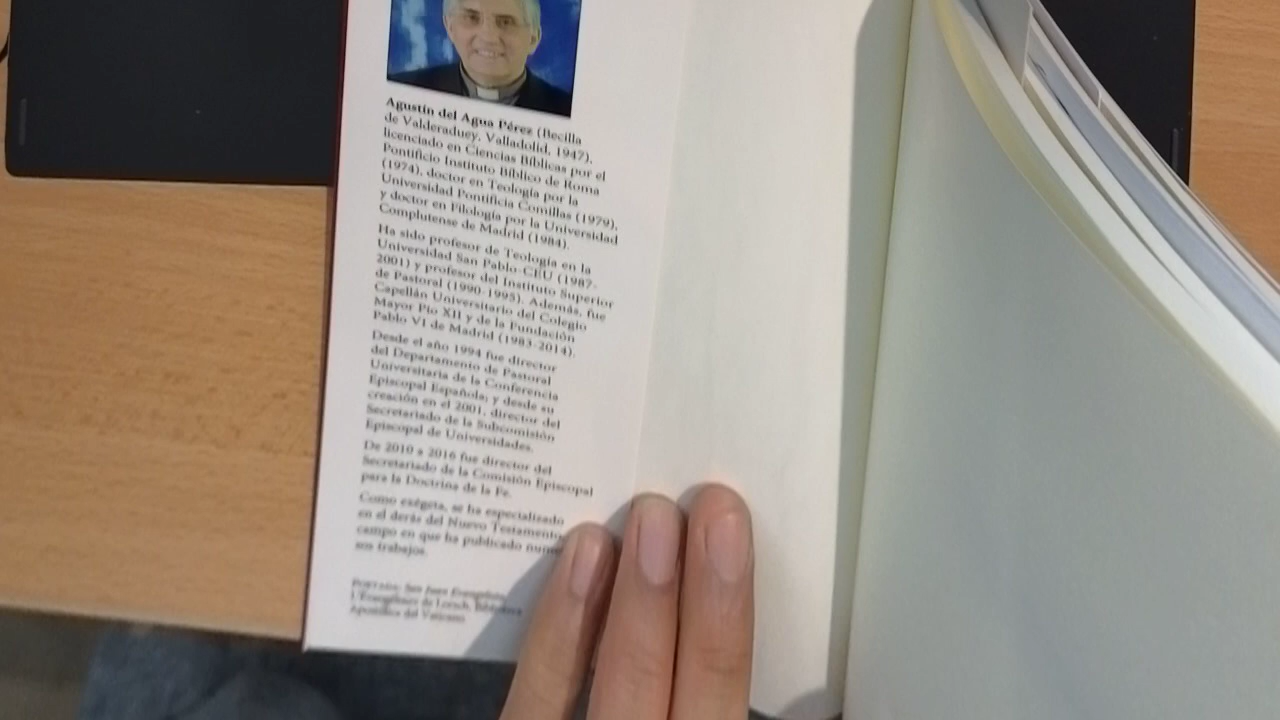 Agustín del Agua Pérez (Becilla
de Valderaduey, Valladolid, 1947),
licenciado en Ciencias Bíblicas por el
Pontificio Instituto Bíblico de Roma
(1974), doctor en Teología por la
Universidad Pontificia Comillas (1979),
y doctor en Filología por la Universidad
Complutense de Madrid (1984).
Ha sido profesor de Teología en la
Universidad San Pablo-CEU (1987-
2001) y profesor del Instituto Superior
de Pastoral (1990-1995). Además, fue
Capellán Universitario del Colegio
Mayor Pío XII y de la Fundación
Pablo VI de Madrid (1983-2014).
Desde el año 1994 fue director
del Departamento de Pastoral
Universitaria de la Conferencia
Episcopal Española; y desde su
creación en el 2001, director del
Secretariado de la Subcomisión
Episcopal de Universidades.
De 2010 a 2016 fue director del
Secretariado de la Comisión Episcopal
para la Doctrina de la Fe.
Como exégeta, se ha especializado
en el derás del Nuevo Testamento,
campo en que ha publicado
sus trabajos.
Portada: San Juan Evangelista,
de Lorsch, Biblioteca
Apostólica del Vaticano